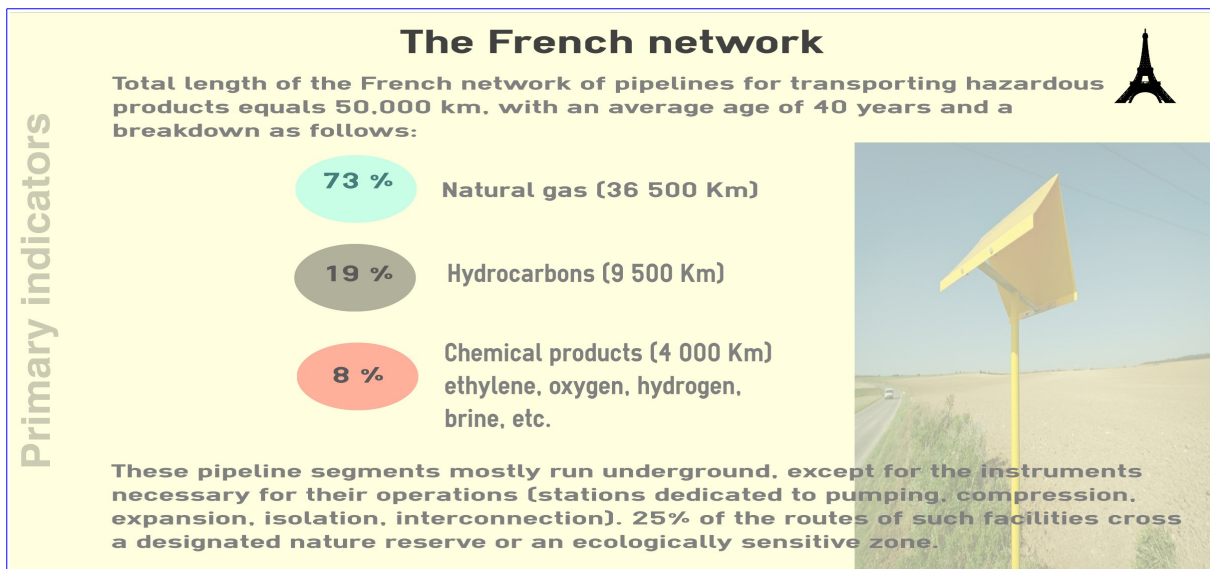 The French network
Total length of the French network of pipelines for transporting hazardous
products equals 50,000 km, with an average age of 40 years and a
breakdown as follows:
Primary indicators
73 %
Natural gas (36 500 Km)
19 %
Hydrocarbons (9 500 Km)
8 %
Chemical products (4 000 Km)
ethylene, oxygen, hydrogen,
brine, etc.
These pipeline segments mostly run underground, except for the instruments
necessary for their operations (stations dedicated to pumping, compression,
expansion, isolation, interconnection). 25% of the routes of such facilities cross
a designated nature reserve or an ecologically sensitive zone.